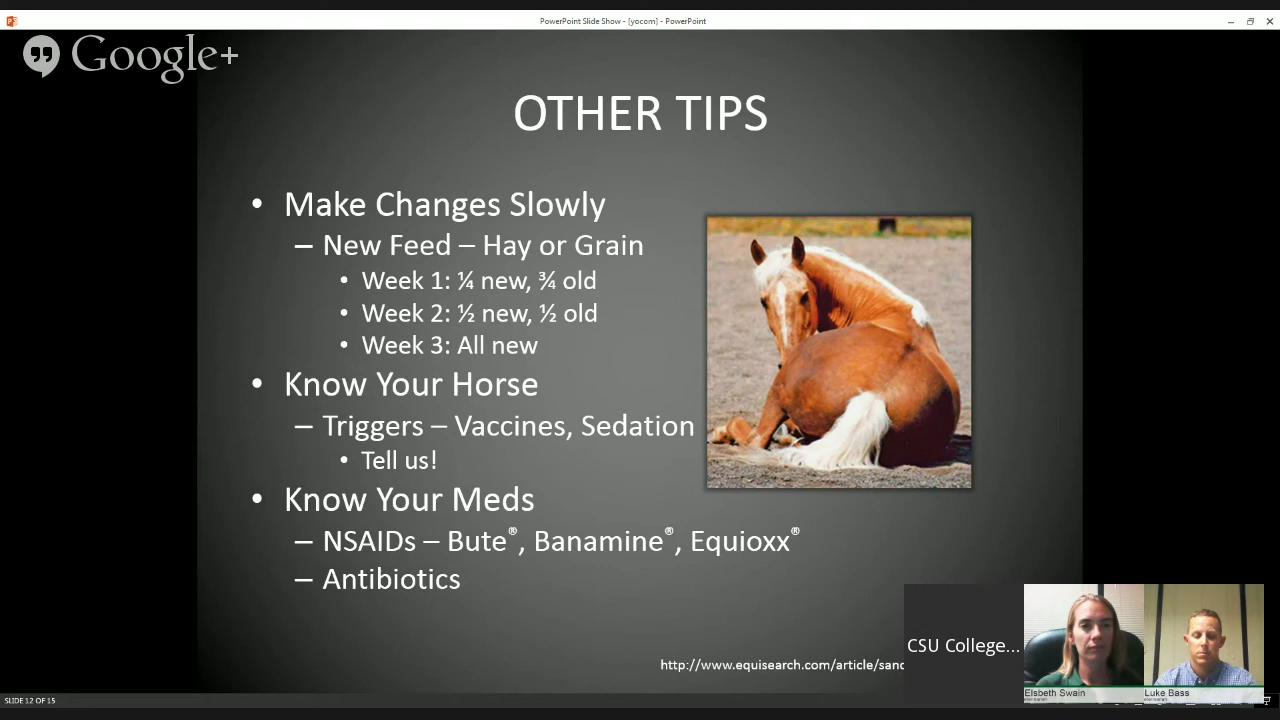 PowerPoint Slide Show - [yocom] - PowerPoint
Google+
OTHER TIPS
• Make Changes Slowly
– New Feed – Hay or Grain
• Week 1: ¼ new, ¾ old
• Week 2: ½ new, ½ old
• Week 3: All new
• Know Your Horse
– Triggers – Vaccines, Sedation
• Tell us!
• Know Your Meds
– NSAIDs – Bute®, Banamine®, Equioxx®
– Antibiotics
http://www.equisearch.com/article/sand
CSU College...
Elsbeth Swain
Luke Bass
SLIDE 12 OF 15